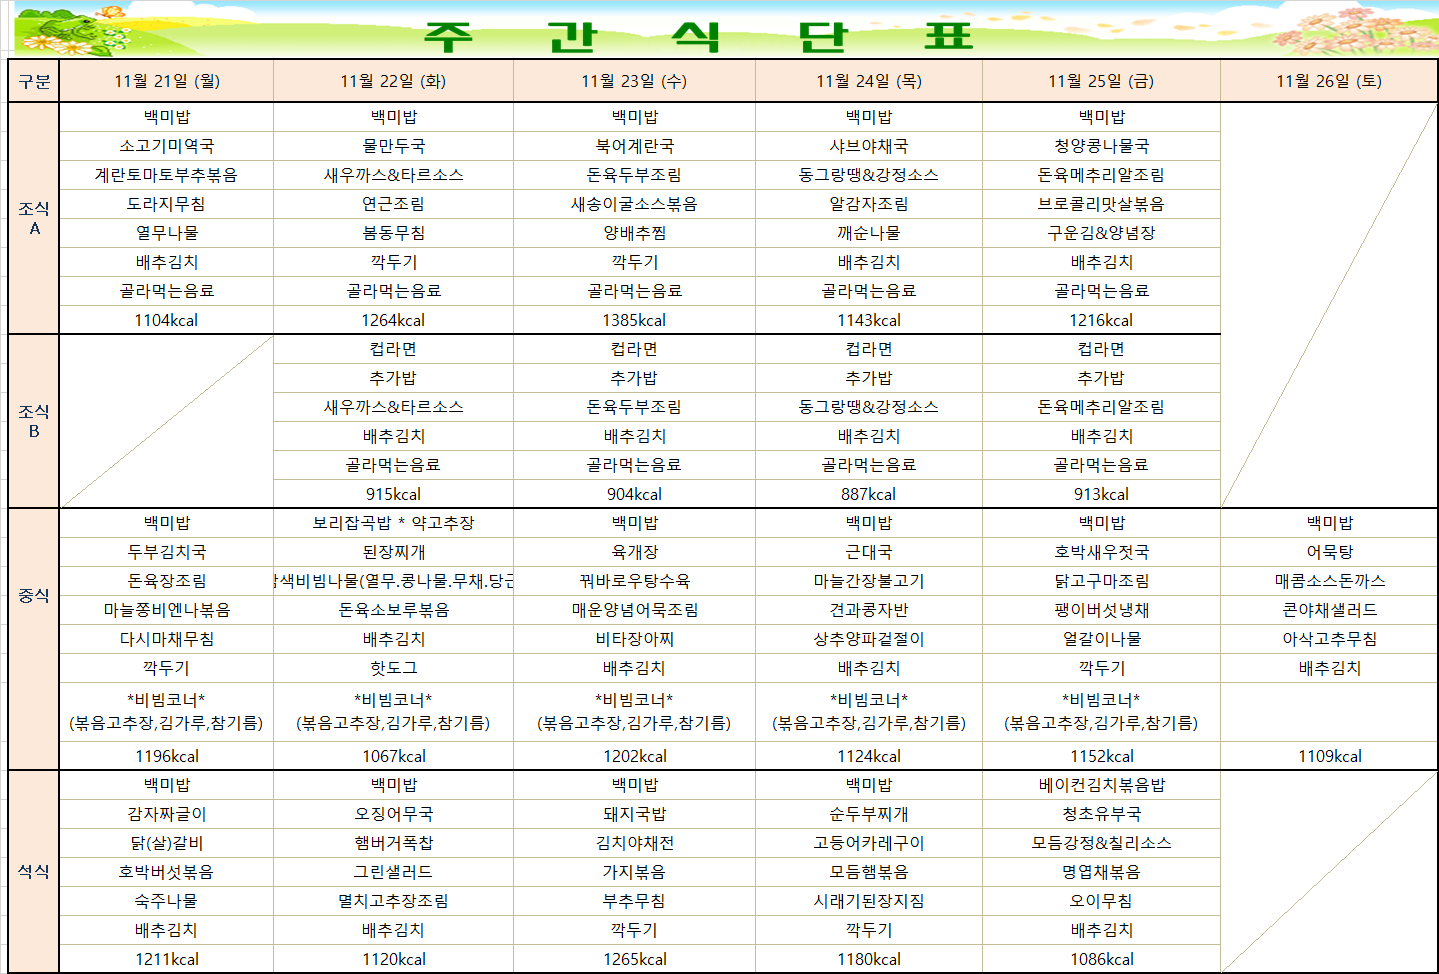 주 간 식 단 표
구분 11월 21일 (월) 11월 22일 (화) 11월 23일 (수) 11월 24일 (목) 11월 25일 (금) 11월 26일 (토)
조식 A
백미밥 백미밥 백미밥 백미밥 백미밥
소고기미역국 물만두국 북어계란국 샤브야채국 청양콩나물국
계란토마토부추볶음 새우까스&타르소스 돈육두부조림 동그랑땡&강정소스 돈육메추리알조림
도라지무침 연근조림 새송이굴소스볶음 알감자조림 브로콜리맛살볶음
열무나물 봄동무침 양배추찜 깨순나물 구운김&양념장
배추김치 깍두기 깍두기 배추김치 배추김치
골라먹는음료 골라먹는음료 골라먹는음료 골라먹는음료 골라먹는음료
1104kcal 1264kcal 1385kcal 1143kcal 1216kcal
조식 B
컵라면 컵라면 컵라면 컵라면
추가밥 추가밥 추가밥 추가밥
새우까스&타르소스 돈육두부조림 동그랑땡&강정소스 돈육메추리알조림
배추김치 배추김치 배추김치 배추김치
골라먹는음료 골라먹는음료 골라먹는음료 골라먹는음료
915kcal 904kcal 887kcal 913kcal
중식
백미밥 보리잡곡밥 * 약고추장 백미밥 백미밥 백미밥 백미밥
두부김치국 된장찌개 육개장 근대국 호박새우젓국 어묵탕
돈육장조림 색비빔나물(열무.콩나물.무채.당근 꿔바로우탕수육 마늘간장불고기 닭고구마조림 매콤소스돈까스
마늘쫑비엔나볶음 돈육소보루볶음 매운양념어묵조림 견과콩자반 팽이버섯냉채 콘야채샐러드
다시마채무침 배추김치 비타장아찌 상추양파겉절이 얼갈이나물 아삭고추무침
깍두기 핫도그 배추김치 배추김치 깍두기 배추김치
*비빔코너* *비빔코너* *비빔코너* *비빔코너* *비빔코너*
(볶음고추장,김가루,참기름) (볶음고추장,김가루,참기름) (볶음고추장,김가루,참기름) (볶음고추장,김가루,참기름) (볶음고추장,김가루,참기름)
1196kcal 1067kcal 1202kcal 1124kcal 1152kcal 1109kcal
석식
백미밥 백미밥 백미밥 백미밥 베이컨김치볶음밥
감자짜글이 오징어무국 돼지국밥 순두부찌개 청초유부국
닭(살)갈비 햄버거폭찹 김치야채전 고등어카레구이 모듬강정&칠리소스
호박버섯볶음 그린샐러드 가지볶음 모듬햄볶음 명엽채볶음
숙주나물 멸치고추장조림 부추무침 시래기된장지짐 오이무침
배추김치 배추김치 깍두기 깍두기 배추김치
1211kcal 1120kcal 1265kcal 1180kcal 1086kcal